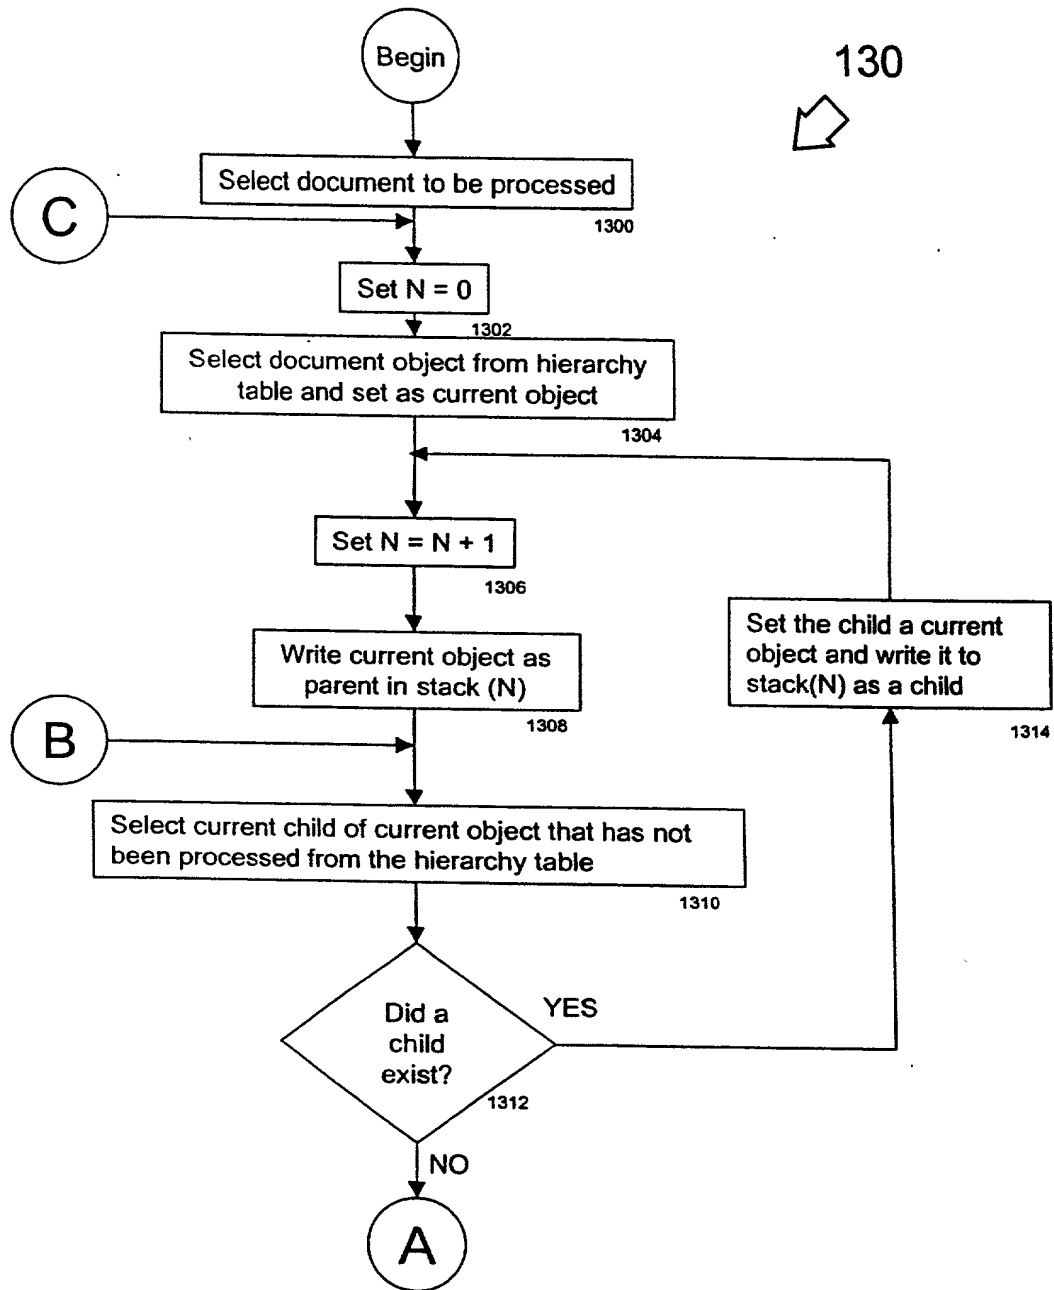 Begin
130
Select document to be processed
1300
C
Set N = 0
1302
Select document object from hierarchy
table and set as current object
1304
Set N = N + 1
1306
Write current object as
parent in stack (N)
1308
Set the child a current
object and write it to
stack(N) as a child
1314
B
Select current child of current object that has not
been processed from the hierarchy table
1310
Did a
child
exist?
1312
YES
NO
A